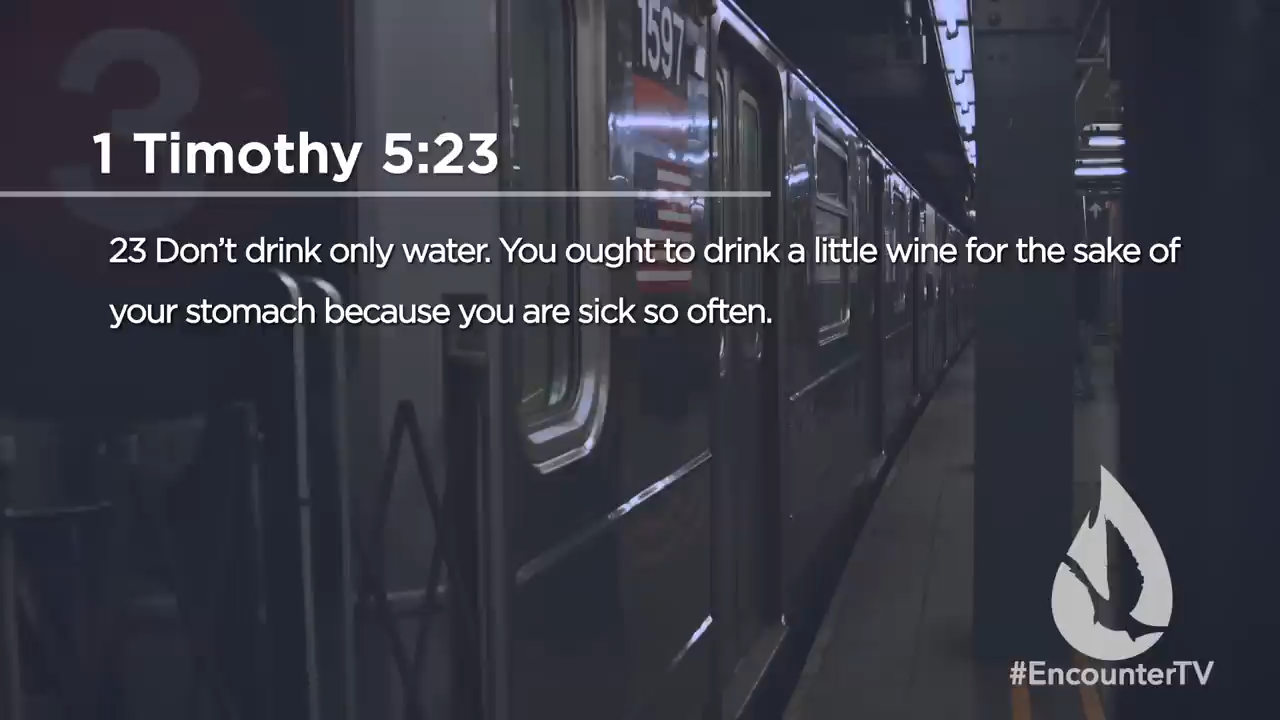 3
1597
1 Timothy 5:23
23 Don’t drink only water. You ought to drink a little wine for the sake of
your stomach because you are sick so often.
#EncounterTV